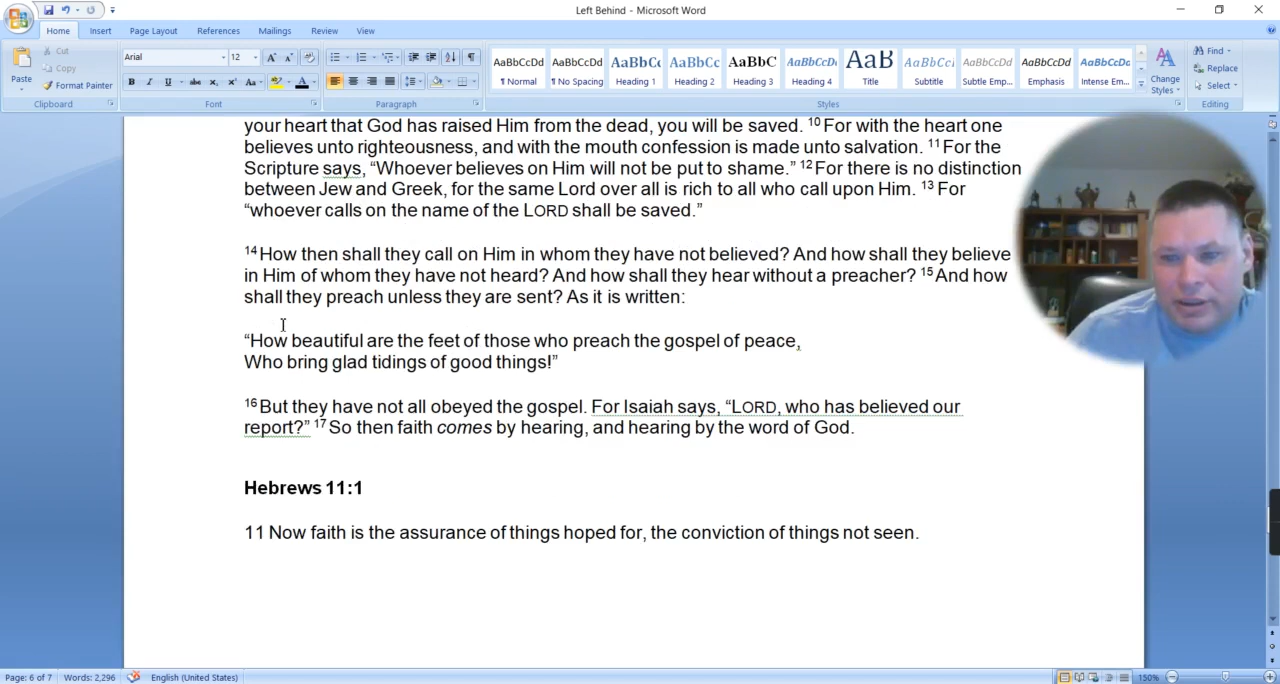 Left Behind - Microsoft Word
Home Insert Page Layout References Mailings Review View
Cut
Copy
Format Painter
Paste
Clipboard
Arial 12
Font
Paragraph
AaBbCcDd AaBbCcDd AaBbCc AaBbCc AaBbC AaBbCcDc AaB AaBbCcl AaBbCcDd AaBbCcDd AaBbCcDc
¶ Normal ¶ No Spacing Heading 1 Heading 2 Heading 3 Heading 4 Title Subtitle Subtle Emp... Emphasis Intense Em...
Styles
Change Styles
Find
Replace
Select
Editing
your heart that God has raised Him from the dead, you will be saved. 10 For with the heart one
believes unto righteousness, and with the mouth confession is made unto salvation. 11 For the
Scripture says, “Whoever believes on Him will not be put to shame.” 12 For there is no distinction
between Jew and Greek, for the same Lord over all is rich to all who call upon Him. 13 For
“whoever calls on the name of the LORD shall be saved.”
14 How then shall they call on Him in whom they have not believed? And how shall they believe
in Him of whom they have not heard? And how shall they hear without a preacher? 15 And how
shall they preach unless they are sent? As it is written:
“How beautiful are the feet of those who preach the gospel of peace,
Who bring glad tidings of good things!”
16 But they have not all obeyed the gospel. For Isaiah says, “LORD, who has believed our
report?” 17 So then faith comes by hearing, and hearing by the word of God.
Hebrews 11:1
11 Now faith is the assurance of things hoped for, the conviction of things not seen.
Page: 6 of 7 Words: 2,296 English (United States) 150%